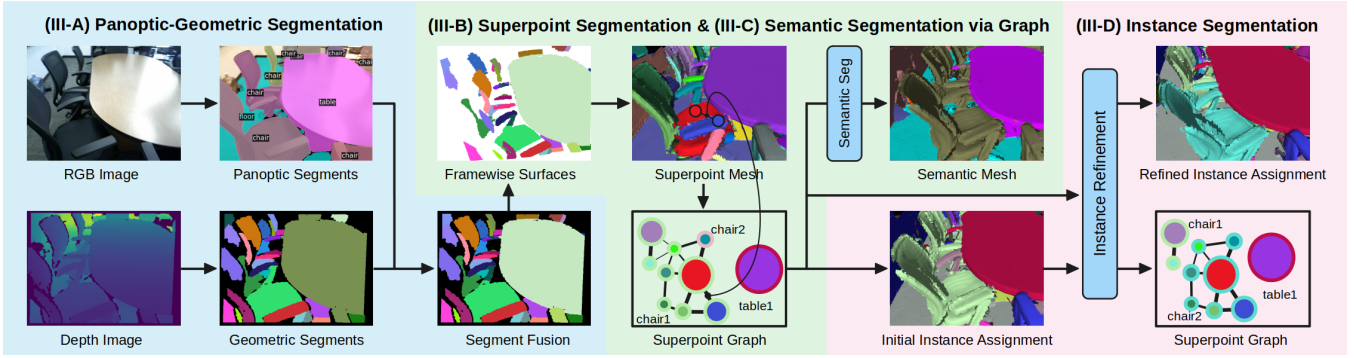 (III-A) Panoptic-Geometric Segmentation
(III-B) Superpoint Segmentation & (III-C) Semantic Segmentation via Graph
(III-D) Instance Segmentation
chair
chair
chair
chair
chair
table
floor
chair
chair
RGB Image
Panoptic Segments
Framewise Surfaces
Superpoint Mesh
Semantic Seg
Semantic Mesh
Instance Refinement
Refined Instance Assignment
chair2
table1
chair1
chair1
table1
chair2
Depth Image
Geometric Segments
Segment Fusion
Superpoint Graph
Initial Instance Assignment
Superpoint Graph